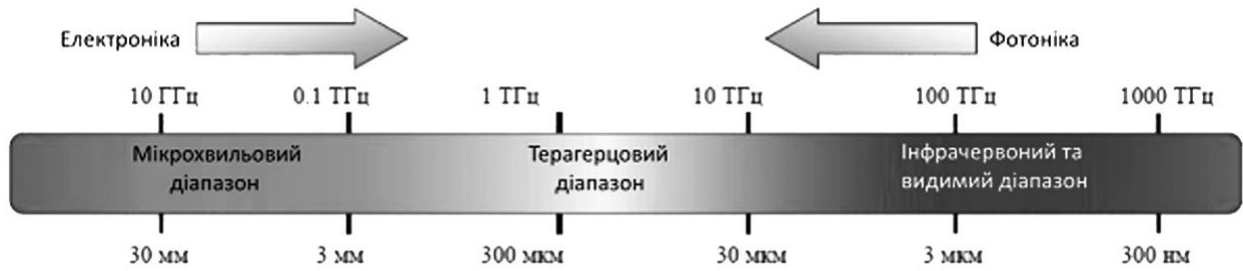 Електроніка
Фотоніка
10 ГГц 0.1 ТГц 1 ТГц 10 ТГц 100 ТГц 1000 ТГц
Мікрохвильовий Терагерцовий Інфрачервоний та
діапазон діапазон видимий діапазон
30 мм 3 мм 300 мкм 30 мкм 3 мкм 300 нм